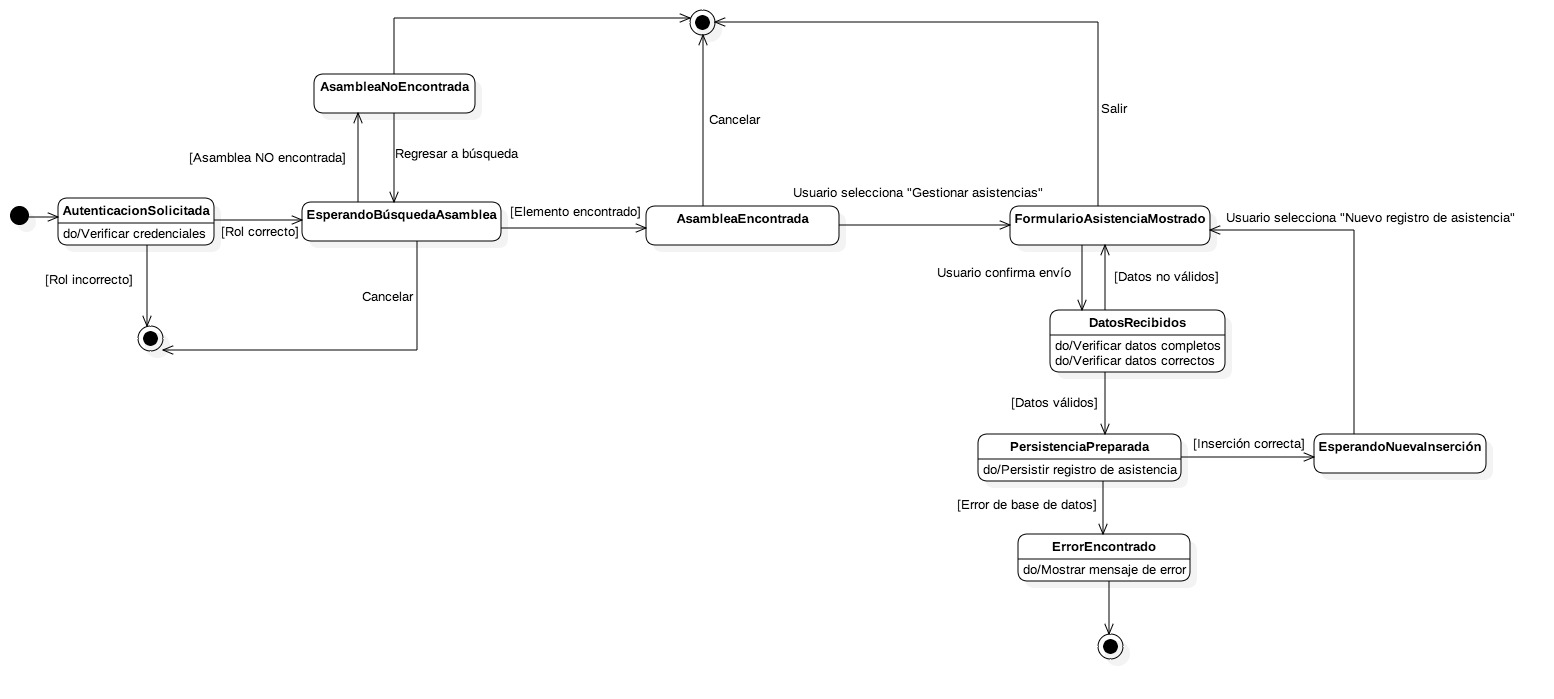 AsambleaNoEncontrada
Cancelar
Salir
[Asamblea NO encontrada]
Regresar a búsqueda
AutenticacionSolicitada
do/Verificar credenciales
[Rol correcto]
EsperandoBúsquedaAsamblea
[Elemento encontrado]
AsambleaEncontrada
Usuario selecciona "Gestionar asistencias"
FormularioAsistenciaMostrado
Usuario selecciona "Nuevo registro de asistencia"
[Rol incorrecto]
Cancelar
Usuario confirma envío
[Datos no válidos]
DatosRecibidos
do/Verificar datos completos
do/Verificar datos correctos
[Datos válidos]
PersistenciaPreparada
do/Persistir registro de asistencia
[Inserción correcta]
EsperandoNuevaInserción
[Error de base de datos]
ErrorEncontrado
do/Mostrar mensaje de error